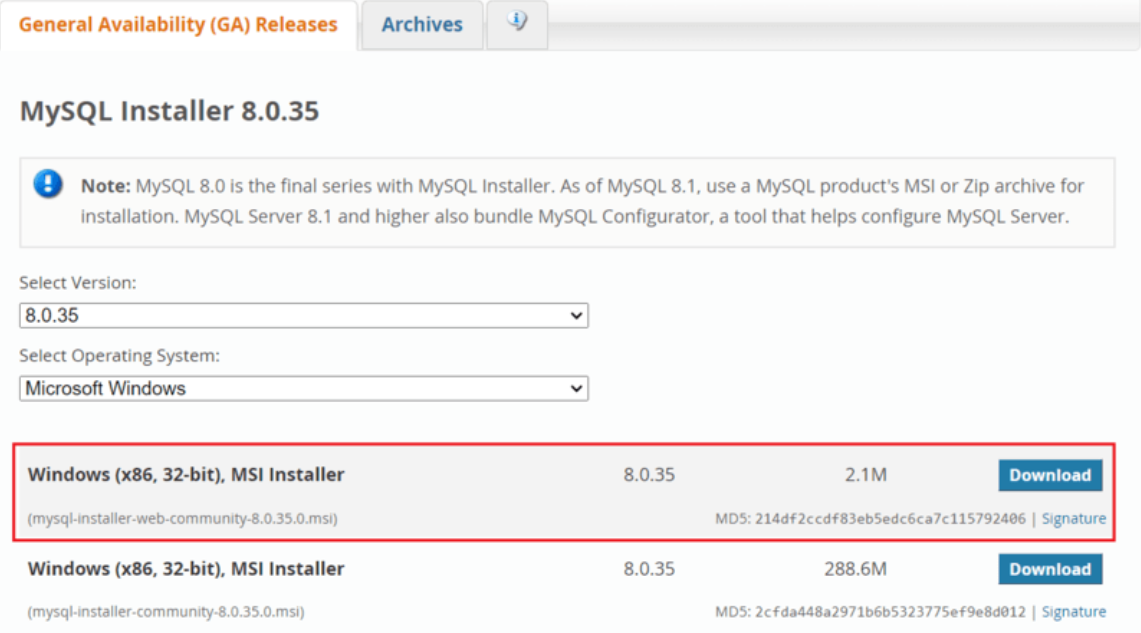 General Availability (GA) Releases
Archives
MySQL Installer 8.0.35
Note: MySQL 8.0 is the final series with MySQL Installer. As of MySQL 8.1, use a MySQL product's MSI or Zip archive for
installation. MySQL Server 8.1 and higher also bundle MySQL Configurator, a tool that helps configure MySQL Server.
Select Version:
8.0.35
Select Operating System:
Microsoft Windows
Windows (x86, 32-bit), MSI Installer 8.0.35 2.1M Download
(mysql-installer-web-community-8.0.35.0.msi) MD5: 214df2ccdf83eb5edc6ca7c115792406 | Signature
Windows (x86, 32-bit), MSI Installer 8.0.35 288.6M Download
(mysql-installer-community-8.0.35.0.msi) MD5: 2cfda448a2971b6b5323775ef9e8d012 | Signature